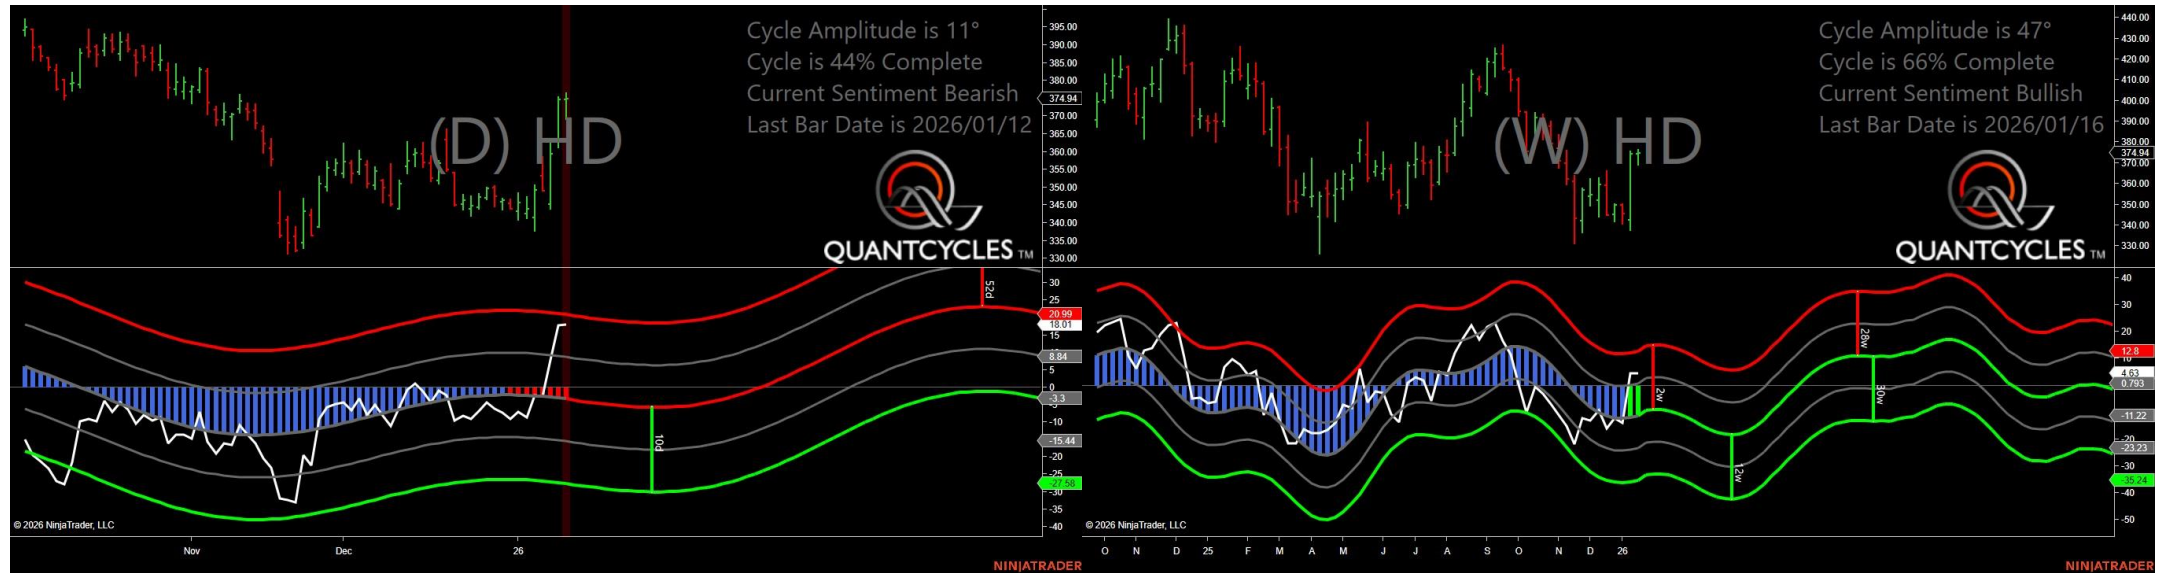 Cycle Amplitude is 11°
Cycle is 44% Complete
Current Sentiment Bearish
Last Bar Date is 2026/01/12
(D) HD
QUANTCYCLES TM
395.00
390.00
385.00
380.00
374.94
370.00
365.00
360.00
355.00
350.00
345.00
340.00
335.00
330.00
52d
10d
30
25
20.99
18.01
15
8.84
5
0
-3.3
-10
-15.44
-20
-27.58
-30
-35
-40
© 2026 NinjaTrader, LLC
Nov
Dec
26
NINJATRADER
Cycle Amplitude is 47°
Cycle is 66% Complete
Current Sentiment Bullish
Last Bar Date is 2026/01/16
(W) HD
QUANTCYCLES TM
440.00
430.00
420.00
410.00
400.00
390.00
380.00
374.94
370.00
360.00
350.00
340.00
330.00
2w
12w
28w
30w
40
30
20
12.8
4.63
0.793
-11.22
-23.23
-30
-35.24
-40
-50
© 2026 NinjaTrader, LLC
O N D 25 F M A M J J A S O N D 26
NINJATRADER